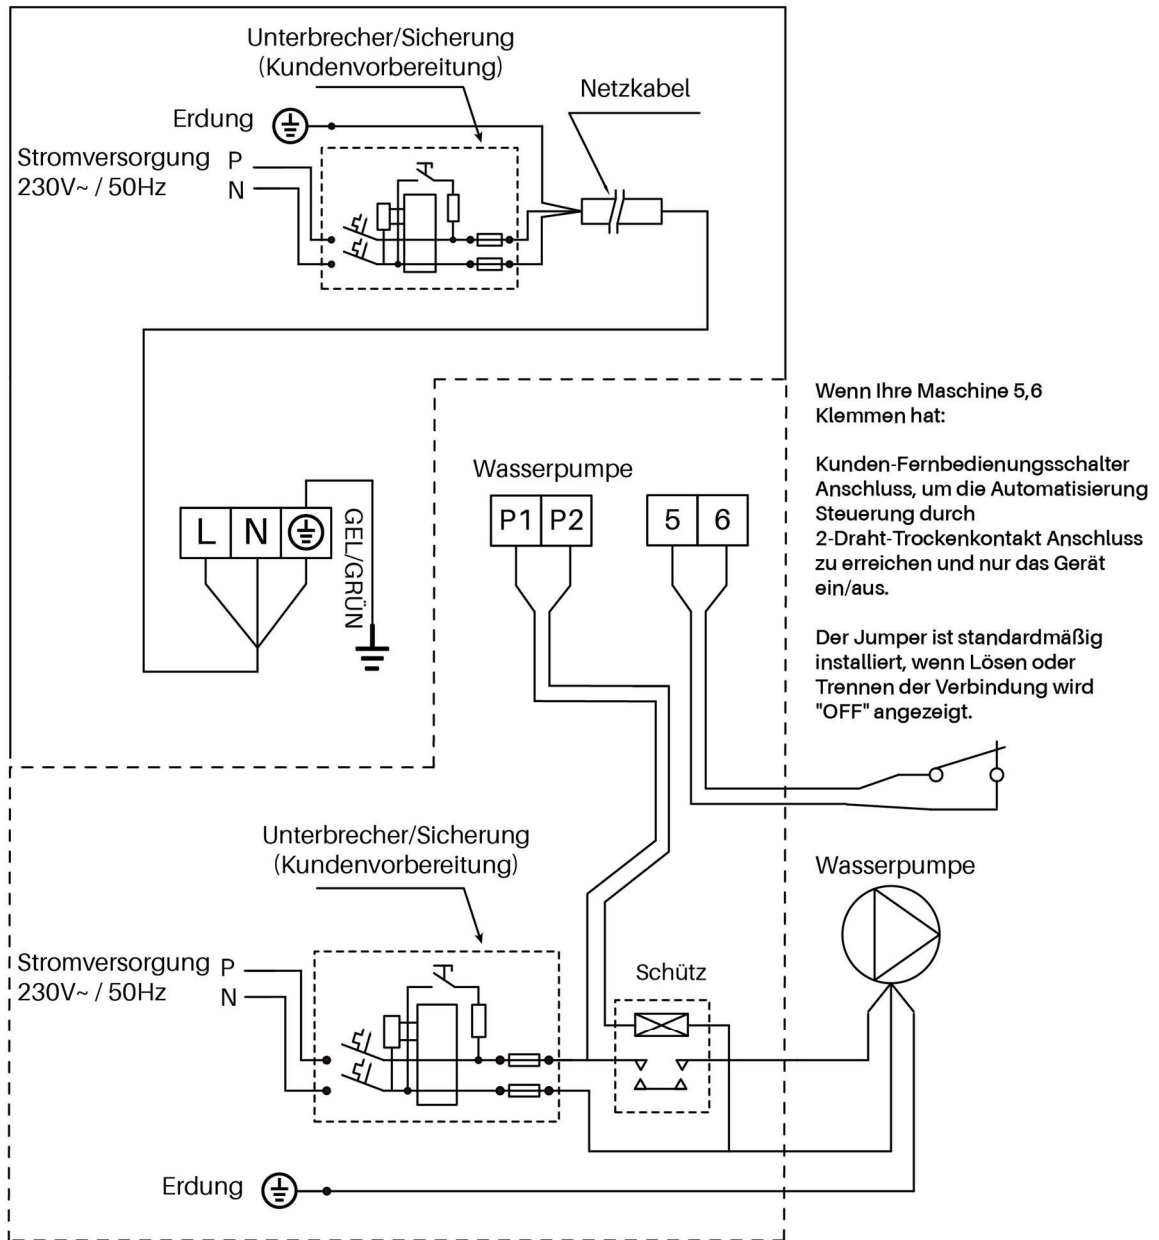 Unterbrecher/Sicherung
(Kundenvorbereitung)
Netzkabel
Erdung
Stromversorgung P
230V~ / 50Hz N
Wenn Ihre Maschine 5,6
Klemmen hat:
Kunden-Fernbedienungsschalter
Anschluss, um die Automatisierung
Steuerung durch
2-Draht-Trockenkontakt Anschluss
zu erreichen und nur das Gerät
ein/aus.
Der Jumper ist standardmäßig
installiert, wenn Lösen oder
Trennen der Verbindung wird
"OFF" angezeigt.
Wasserpumpe
L N
GEL/GRÜN
P1 P2
5 6
Unterbrecher/Sicherung
(Kundenvorbereitung)
Wasserpumpe
Stromversorgung P
230V~ / 50Hz N
Schütz
Erdung